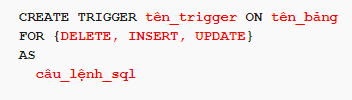 CREATE TRIGGER tên_trigger ON tên_bảng
FOR {DELETE, INSERT, UPDATE}
AS
câu_lệnh_sql